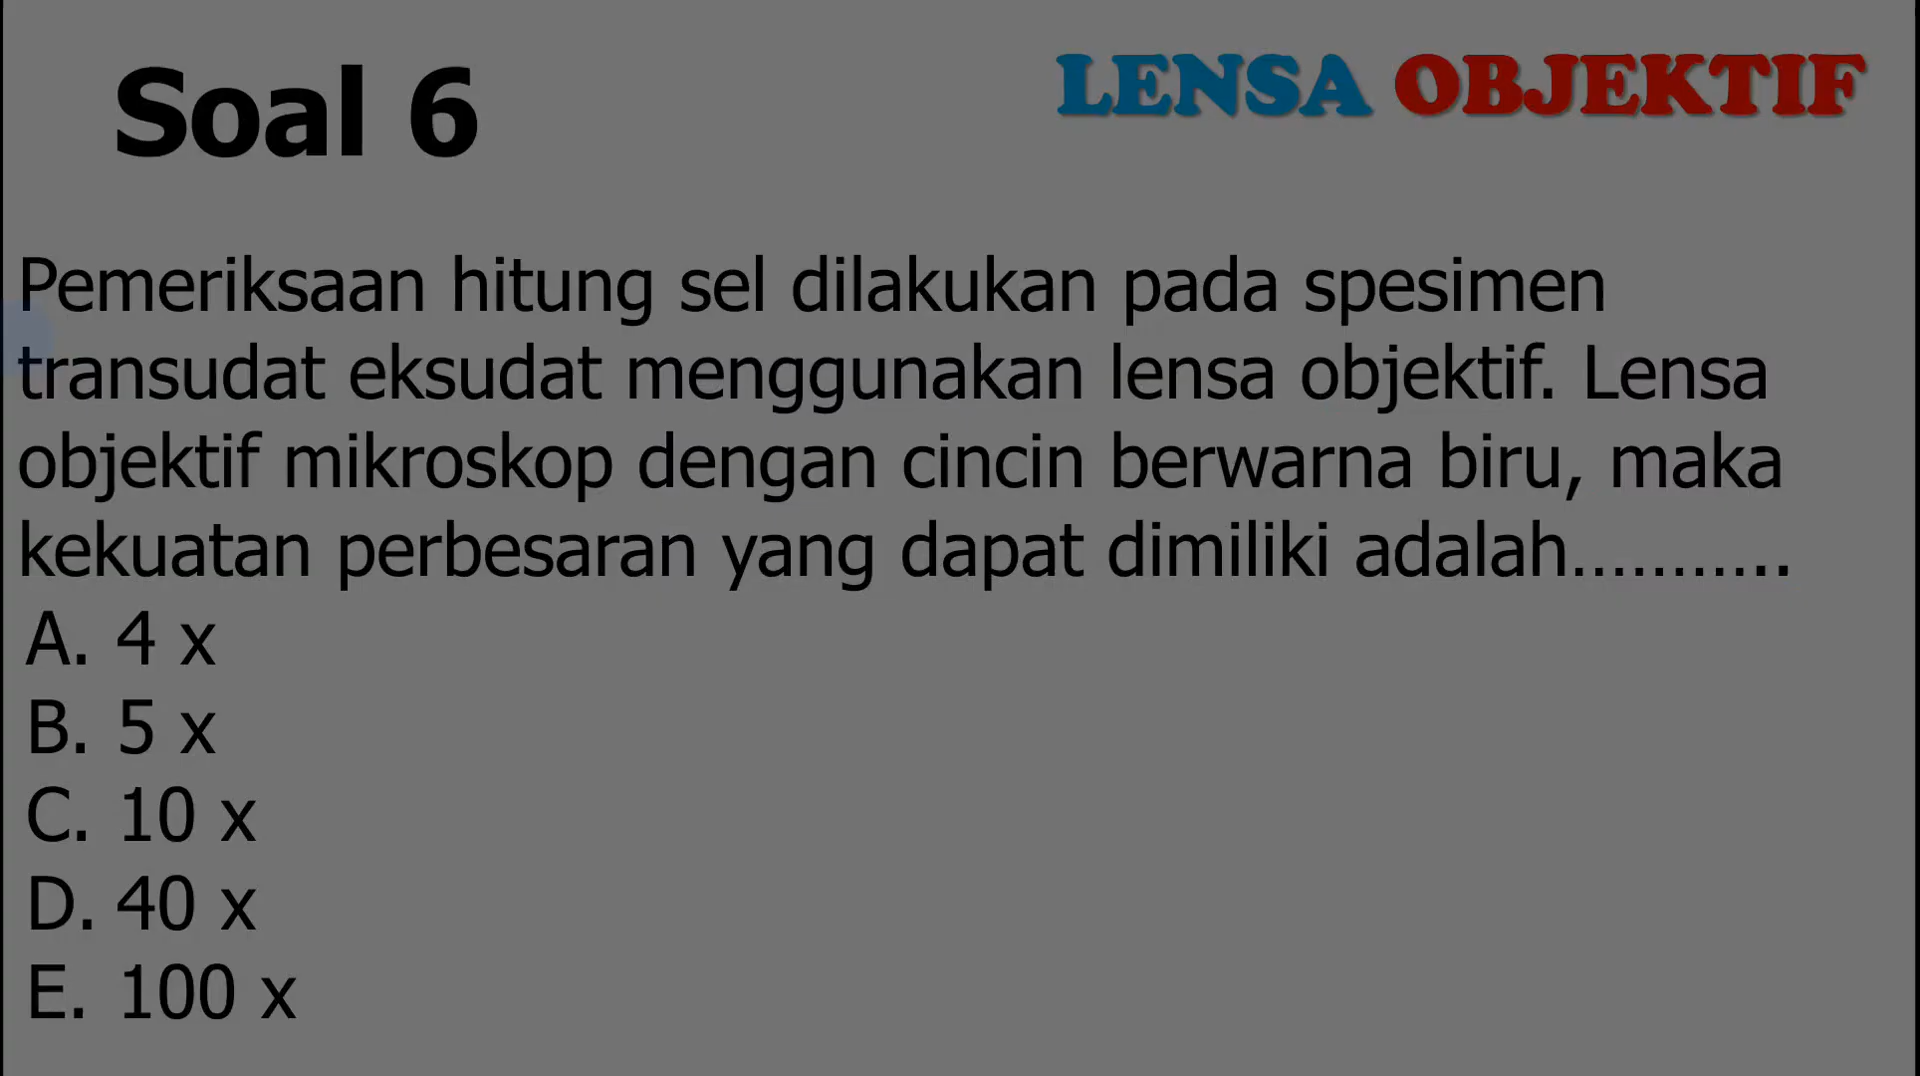 Soal 6
LENSA OBJEKTIF
Pemeriksaan hitung sel dilakukan pada spesimen
transudat eksudat menggunakan lensa objektif. Lensa
objektif mikroskop dengan cincin berwarna biru, maka
kekuatan perbesaran yang dapat dimiliki adalah...........
A. 4 x
B. 5 x
C. 10 x
D. 40 x
E. 100 x